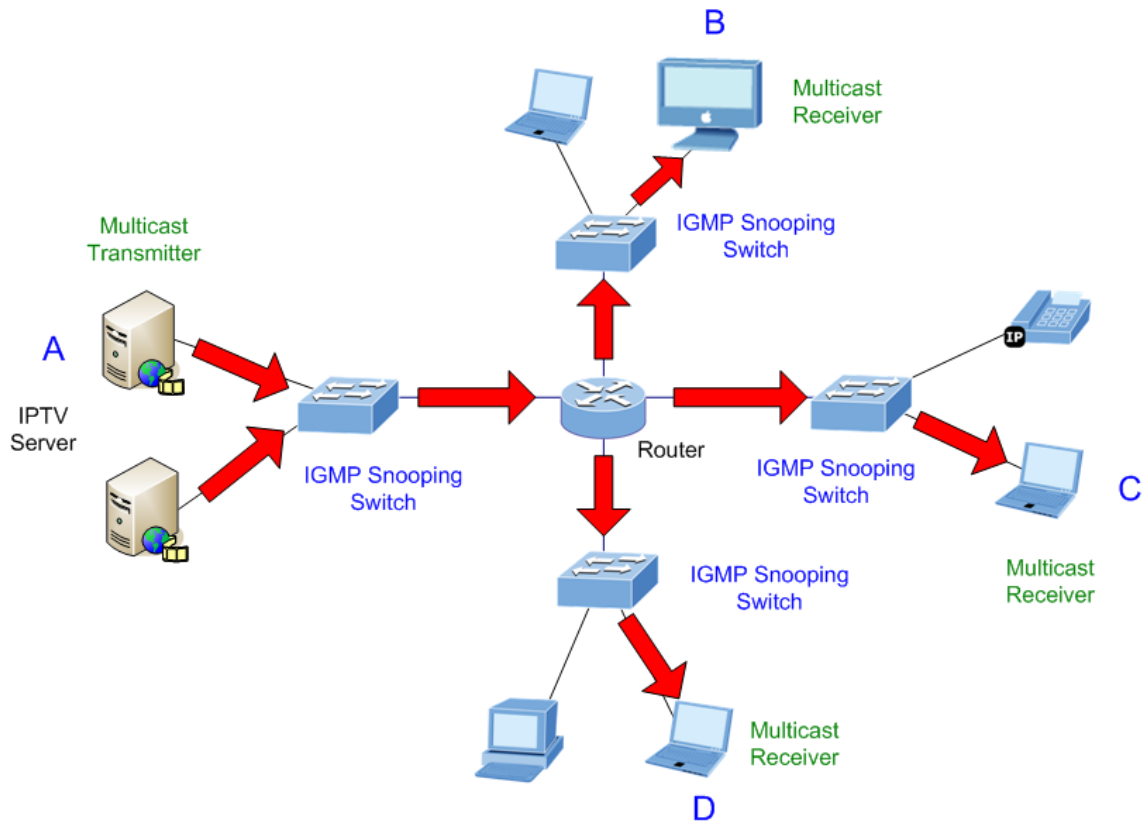 B
Multicast
Receiver
Multicast
Transmitter
IGMP Snooping
Switch
A
IPTV
Server
IP
Router
IGMP Snooping
Switch
IGMP Snooping
Switch
C
IGMP Snooping
Switch
Multicast
Receiver
Multicast
Receiver
D